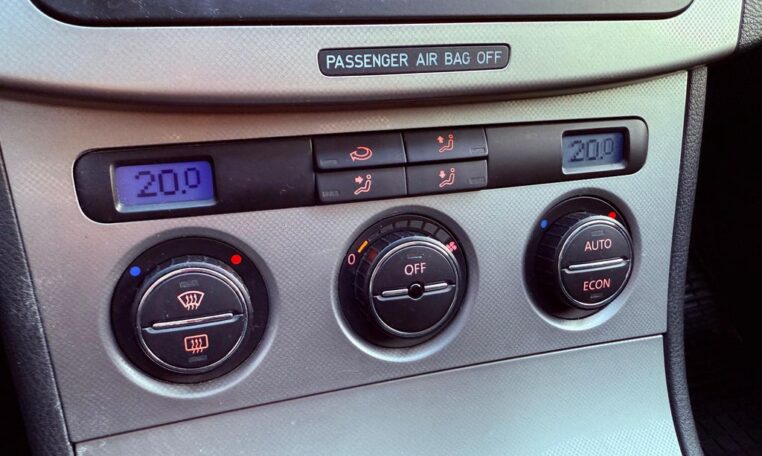 PASSENGER AIR BAG OFF
20.0
20.0
0
OFF
AUTO
ECON